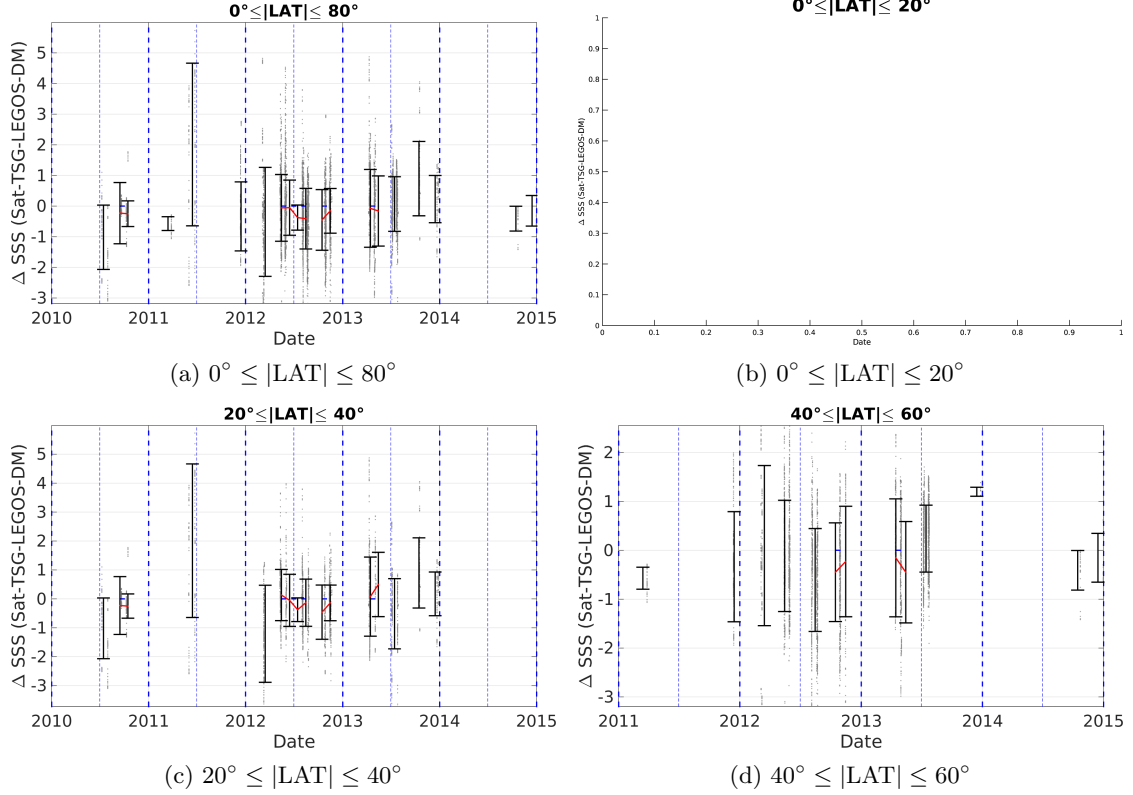 0°≤|LAT|≤ 80°
Δ SSS (Sat-TSG-LEGOS-DM)
5
4
3
2
1
0
-1
-2
-3
2010 2011 2012 2013 2014 2015
Date
(a) 0° ≤ |LAT| ≤ 80°
0°≤|LAT|≤ 20°
Δ SSS (Sat-TSG-LEGOS-DM)
1
0.9
0.8
0.7
0.6
0.5
0.4
0.3
0.2
0.1
0
0 0.1 0.2 0.3 0.4 0.5 0.6 0.7 0.8 0.9 1
Date
(b) 0° ≤ |LAT| ≤ 20°
20°≤|LAT|≤ 40°
Δ SSS (Sat-TSG-LEGOS-DM)
5
4
3
2
1
0
-1
-2
-3
2010 2011 2012 2013 2014 2015
Date
(c) 20° ≤ |LAT| ≤ 40°
40°≤|LAT|≤ 60°
Δ SSS (Sat-TSG-LEGOS-DM)
2
1
0
-1
-2
-3
2011 2012 2013 2014 2015
Date
(d) 40° ≤ |LAT| ≤ 60°